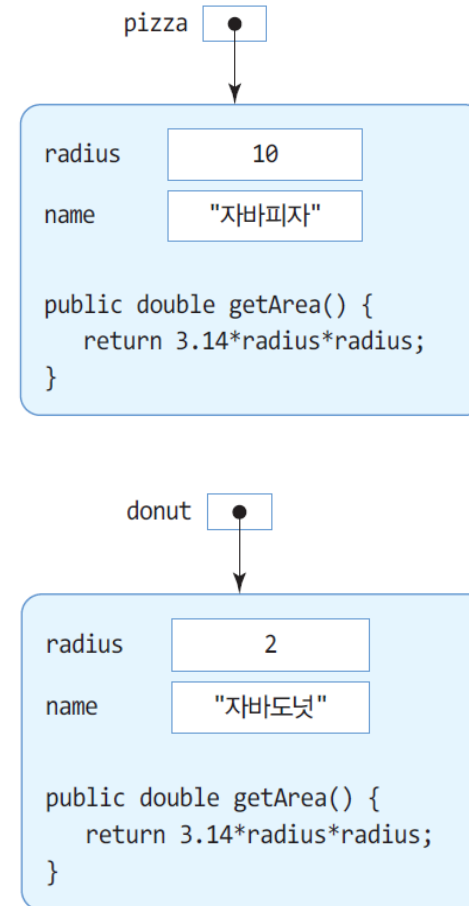 pizza
radius 10
name "자바피자"
public double getArea() {
return 3.14*radius*radius;
}
donut
radius 2
name "자바도넛"
public double getArea() {
return 3.14*radius*radius;
}